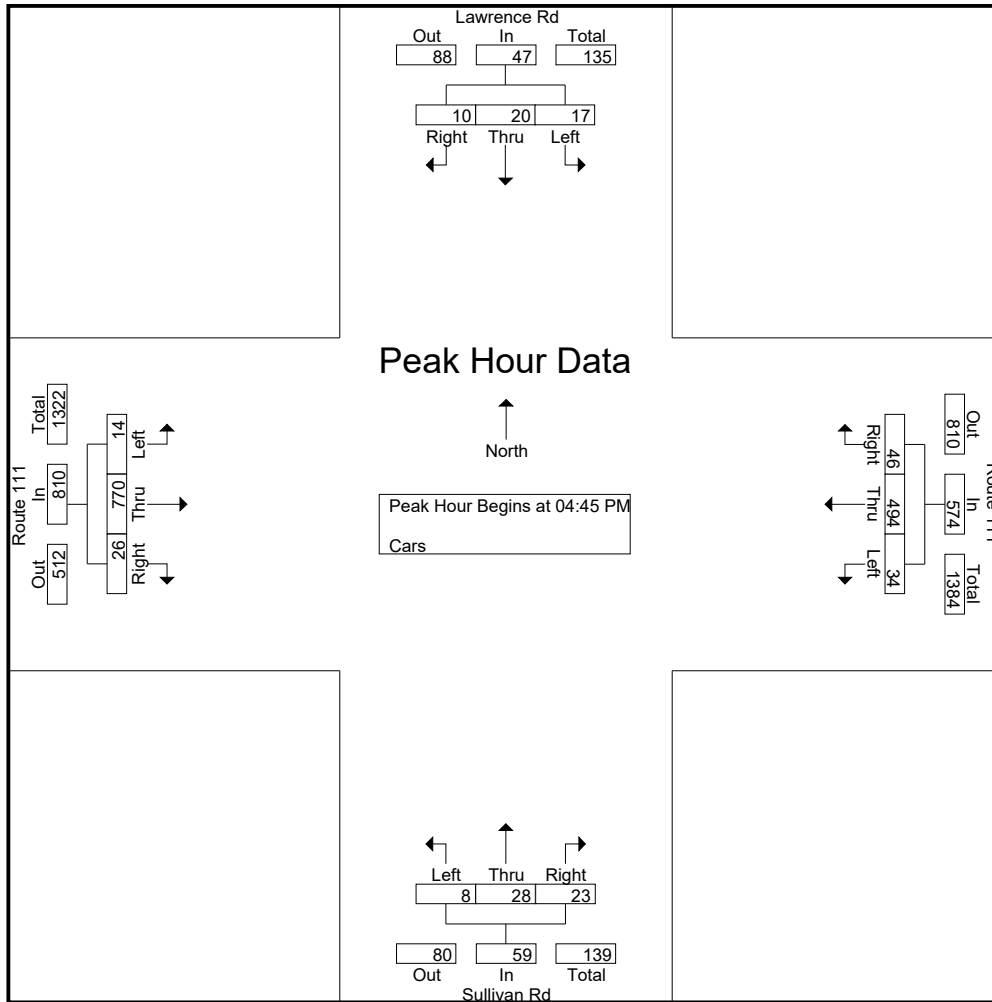 Lawrence Rd
Out In Total
88 47 135
10 20 17
Right Thru Left
Peak Hour Data
North
Peak Hour Begins at 04:45 PM
Cars
Route 111
Total In Out
1322 810 512
14 770 26
Left Thru Right
Out In Total
810 574 1384
46 494 34
Right Thru Left
Left Thru Right
8 28 23
80 59 139
Out In Total
Sullivan Rd